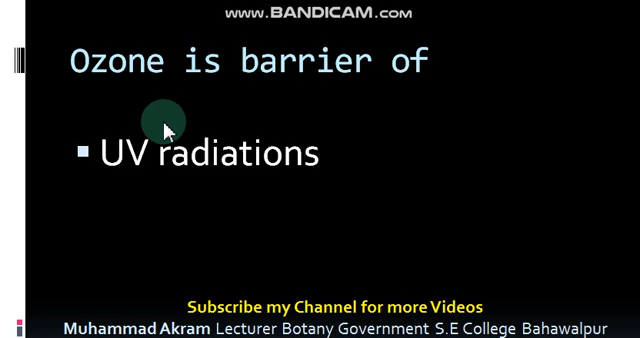 www.BANDICAM.com
Ozone is barrier of
UV radiations
Subscribe my Channel for more Videos
Muhammad Akram Lecturer Botany Government S.E College Bahawalpur